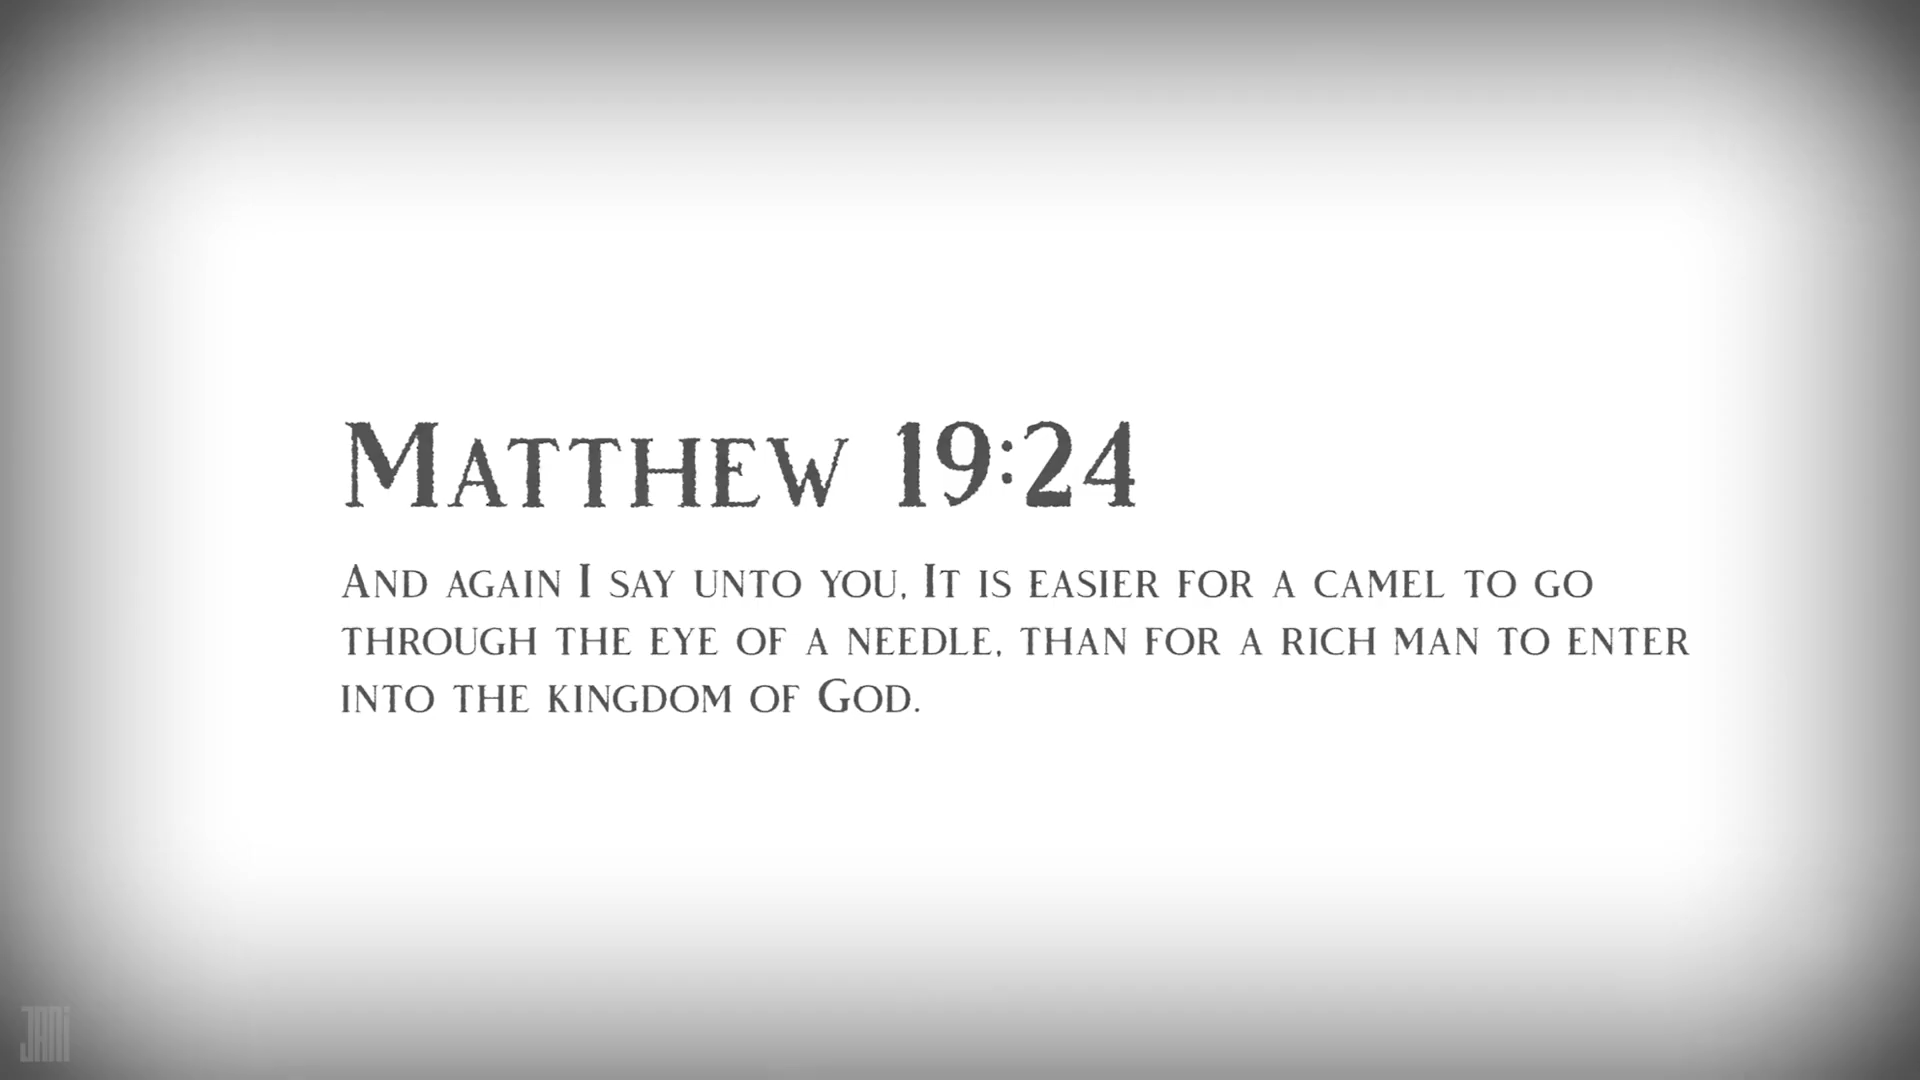 Matthew 19:24
And again I say unto you, It is easier for a camel to go
through the eye of a needle, than for a rich man to enter
into the kingdom of God.
JANI